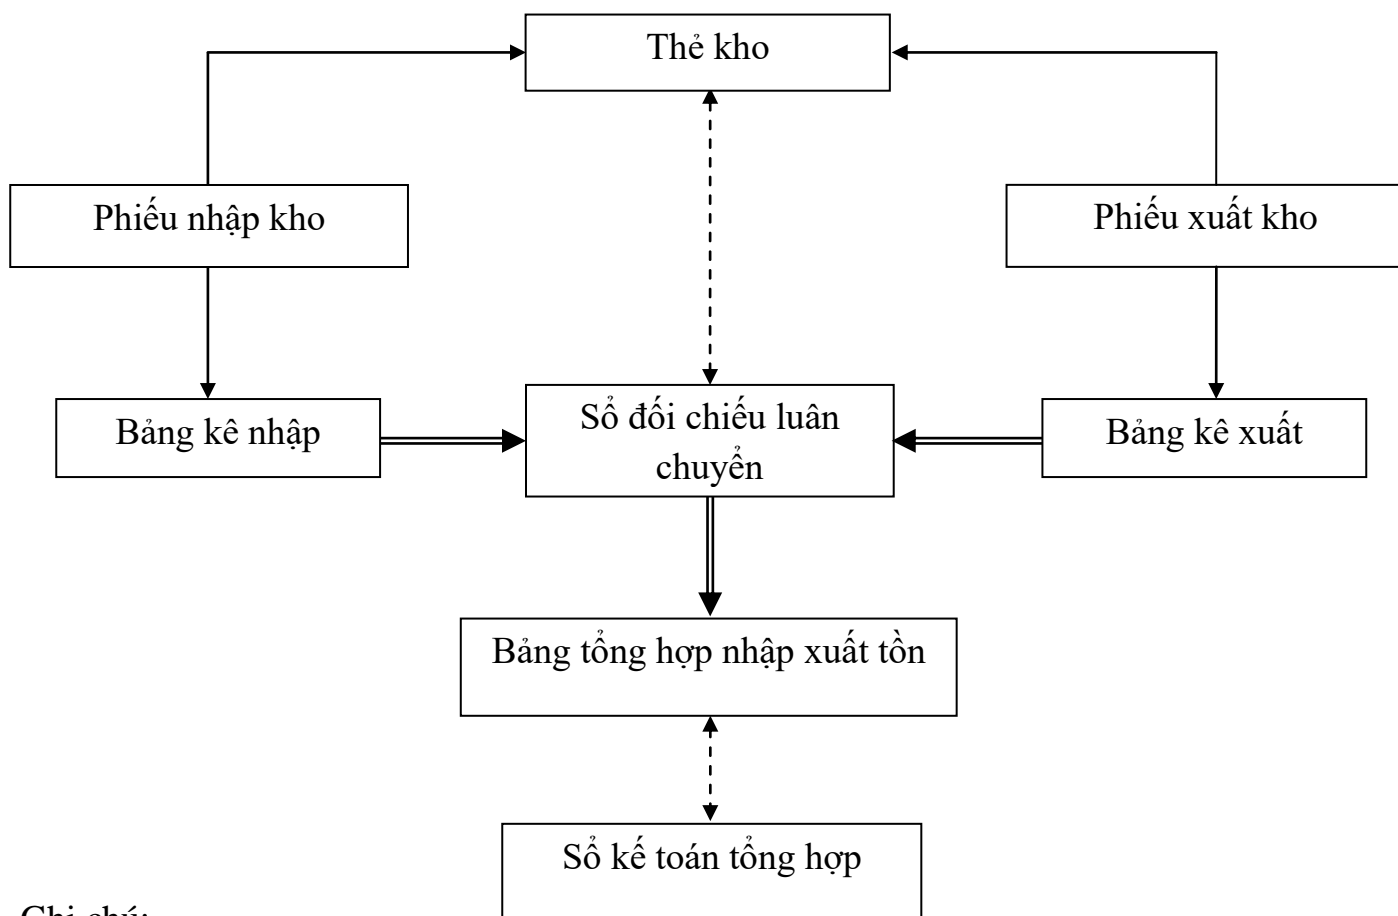 Thẻ kho
Phiếu nhập kho
Phiếu xuất kho
Bảng kê nhập
Sổ đối chiếu luân
chuyển
Bảng kê xuất
Bảng tổng hợp nhập xuất tồn
Sổ kế toán tổng hợp
Ghi chú: